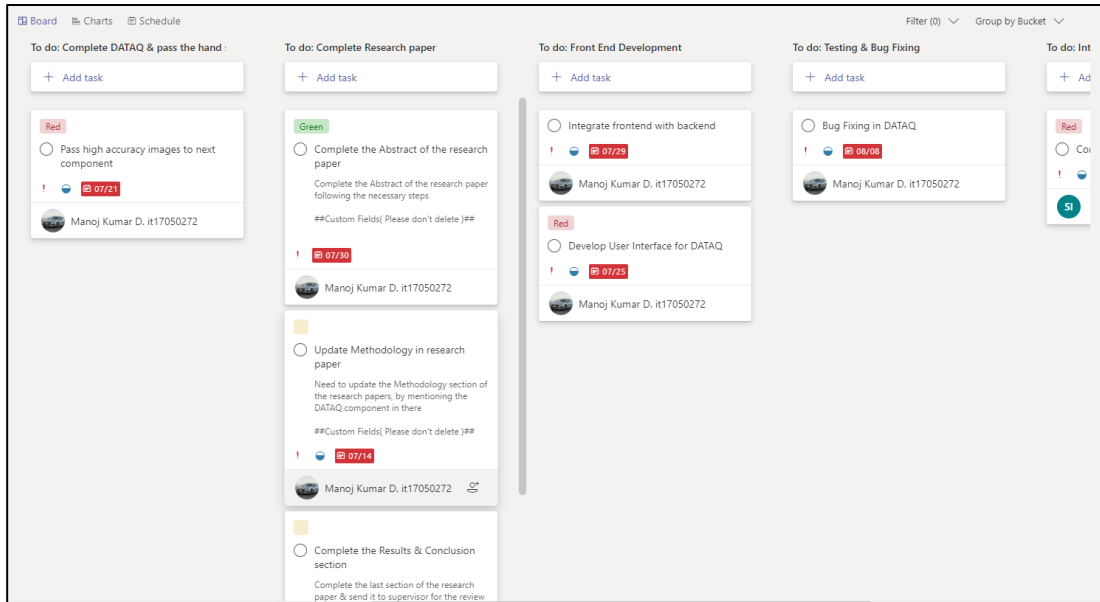 Board Charts Schedule
Filter (0) Group by Bucket
To do: Complete DATAQ & pass the hand
+ Add task
Red
Pass high accuracy images to next
component
! 07/21
Manoj Kumar D. it17050272
To do: Complete Research paper
+ Add task
Green
Complete the Abstract of the research
paper
Complete the Abstract of the research paper
following the necessary steps
##Custom Fields( Please don't delete )##
! 07/30
Manoj Kumar D. it17050272
Update Methodology in research
paper
Need to update the Methodology section of
the research papers, by mentioning the
DATAQ component in there
##Custom Fields( Please don't delete )##
! 07/14
Manoj Kumar D. it17050272
Complete the Results & Conclusion
section
Complete the last section of the research
paper & send it to supervisor for the review
To do: Front End Development
+ Add task
Integrate frontend with backend
! 07/29
Manoj Kumar D. it17050272
Red
Develop User Interface for DATAQ
! 07/25
Manoj Kumar D. it17050272
To do: Testing & Bug Fixing
+ Add task
Bug Fixing in DATAQ
! 08/08
Manoj Kumar D. it17050272
To do: Int
+ Ad
Red
!
SI